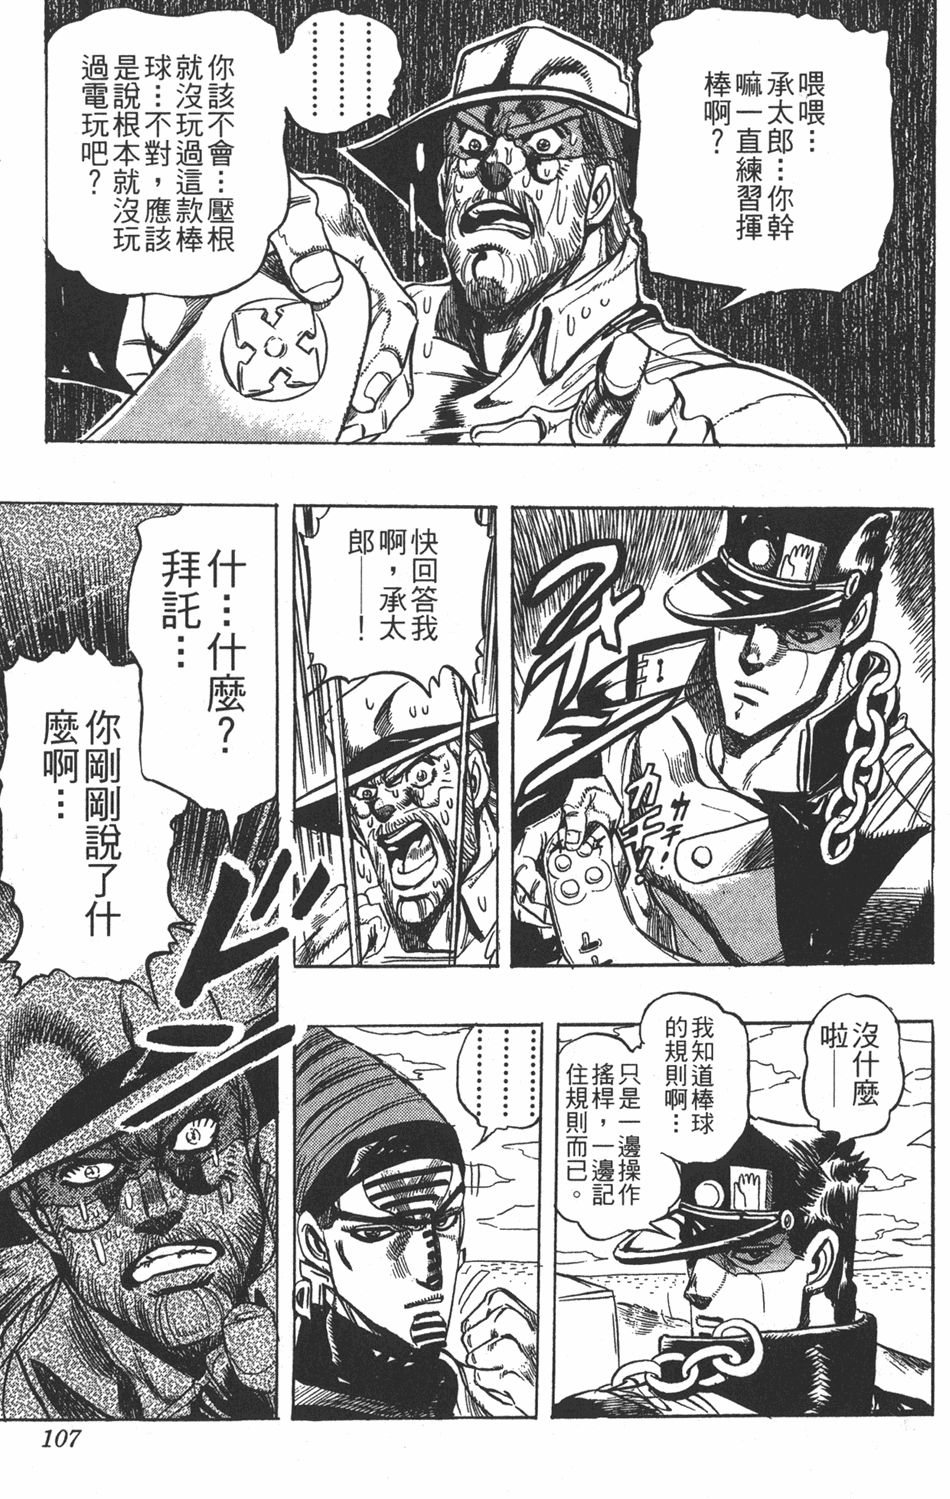 喂喂…
承太郎…你幹
嘛一直練習揮
棒啊？
………
………
你該不會…壓根
就沒玩過這款棒
球…不對，應該
是說根本就沒玩
過電玩吧？
カチ
カチ！
快回答我
啊，承太
郎——！
什…什麼？
拜託…
你剛剛說了什
麼啊…
ド
沒什麼
啦——
我知道棒球
的規則啊…
只是一邊操作
搖桿，一邊記
住規則而已。
………
………
107